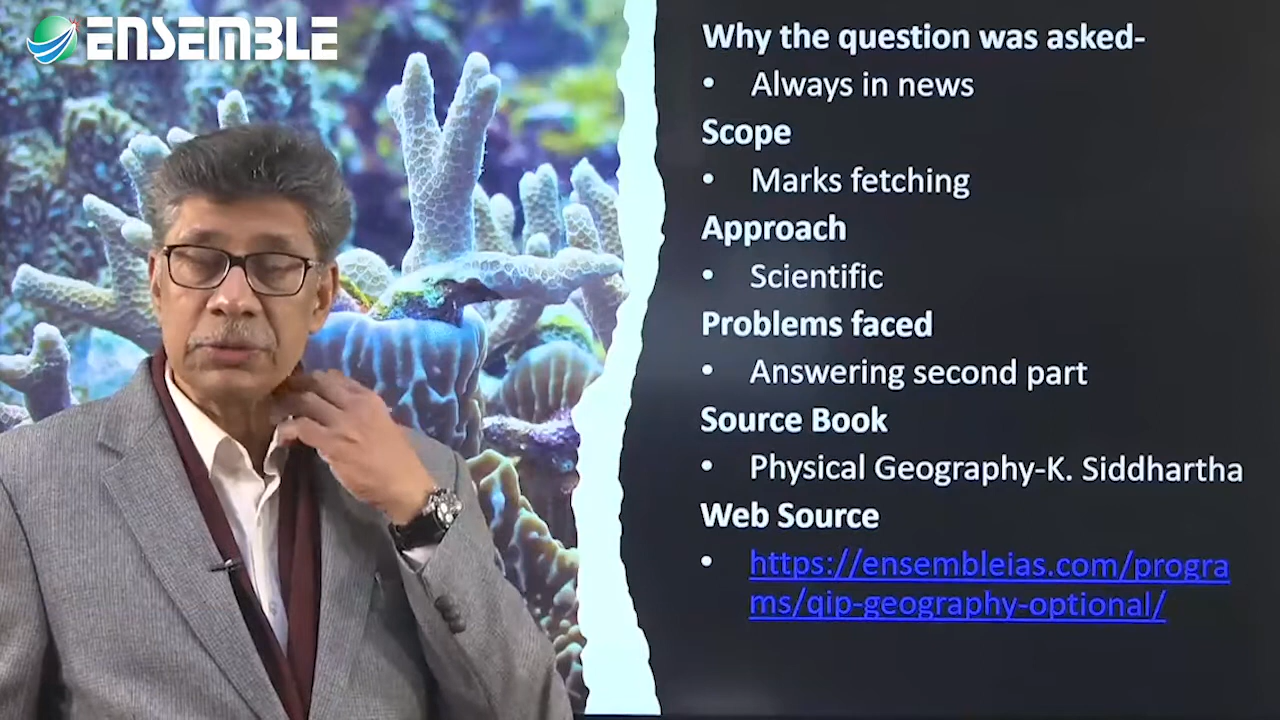 ENSEMBLE
Why the question was asked-
• Always in news
Scope
• Marks fetching
Approach
• Scientific
Problems faced
• Answering second part
Source Book
• Physical Geography-K. Siddhartha
Web Source
• https://ensembleias.com/progra
ms/qip-geography-optional/